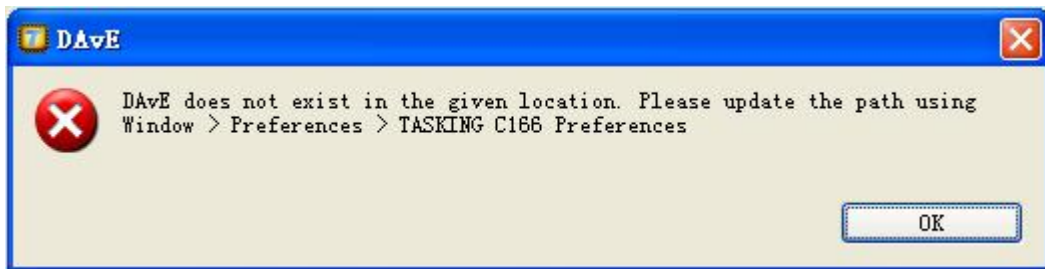 DAvE
DAvE does not exist in the given location. Please update the path using
Window > Preferences > TASKING C166 Preferences
OK